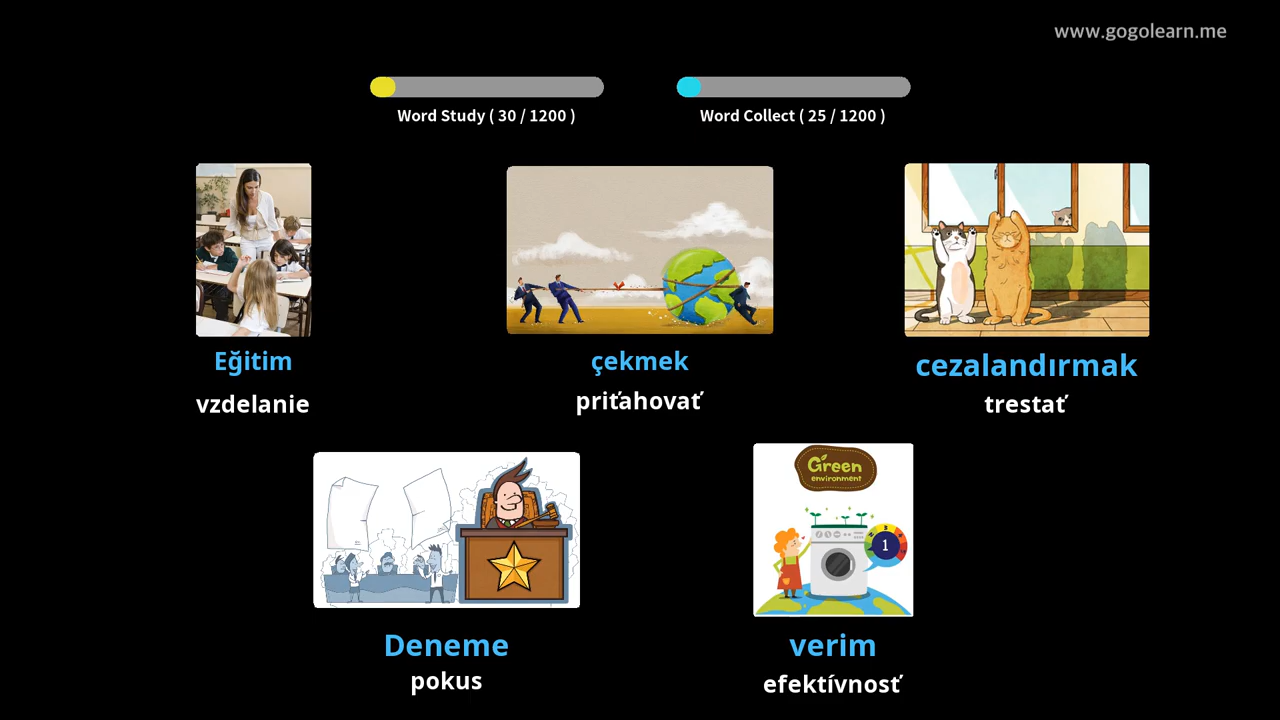 www.gogolearn.me
Word Study ( 30 / 1200 )
Word Collect ( 25 / 1200 )
Eğitim
vzdelanie
çekmek
priťahovať
cezalandırmak
trestať
Deneme
pokus
Green
environment
1
verim
efektívnosť